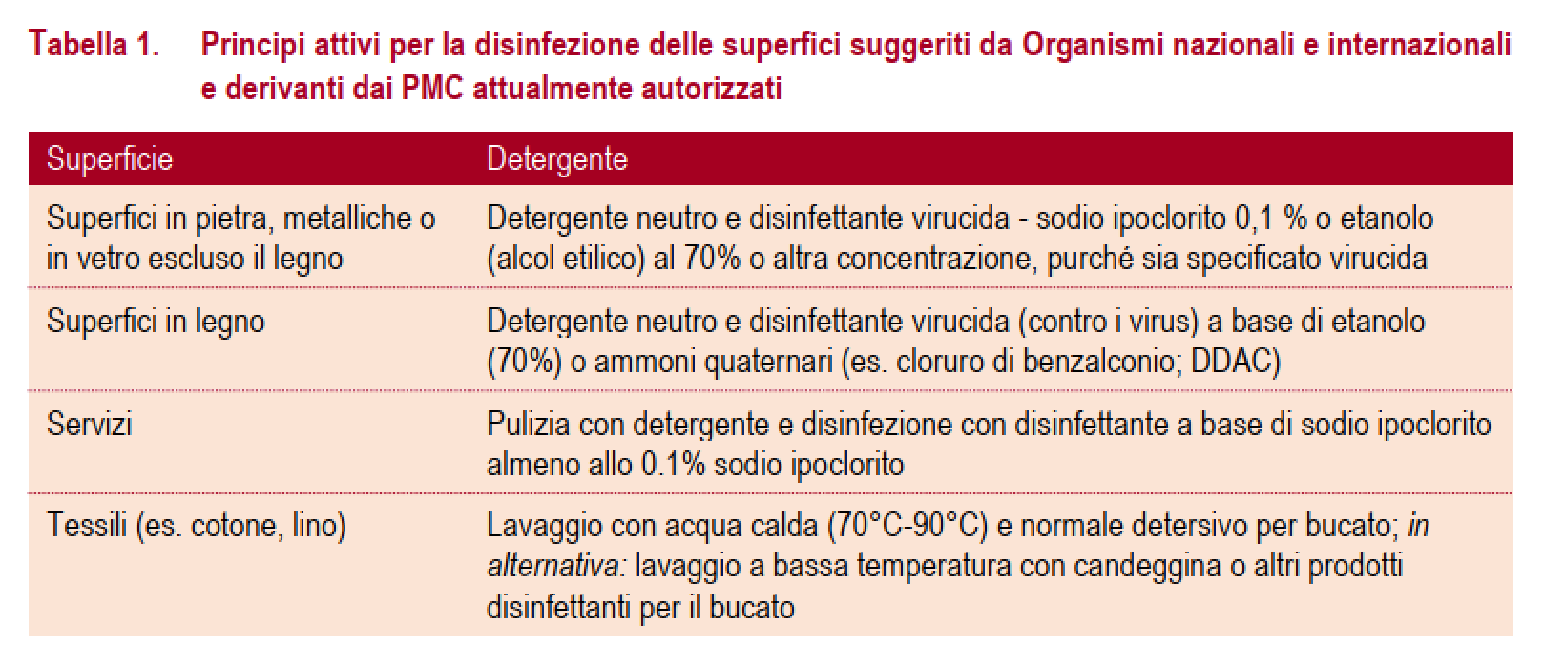 Tabella 1. Principi attivi per la disinfezione delle superfici suggeriti da Organismi nazionali e internazionali
e derivanti dai PMC attualmente autorizzati
Superficie Detergente
Superfici in pietra, metalliche o
in vetro escluso il legno
Detergente neutro e disinfettante virucida - sodio ipoclorito 0,1 % o etanolo
(alcol etilico) al 70% o altra concentrazione, purché sia specificato virucida
Superfici in legno
Detergente neutro e disinfettante virucida (contro i virus) a base di etanolo
(70%) o ammoni quaternari (es. cloruro di benzalconio; DDAC)
Servizi
Pulizia con detergente e disinfezione con disinfettante a base di sodio ipoclorito
almeno allo 0.1% sodio ipoclorito
Tessili (es. cotone, lino)
Lavaggio con acqua calda (70°C-90°C) e normale detersivo per bucato; in
alternativa: lavaggio a bassa temperatura con candeggina o altri prodotti
disinfettanti per il bucato